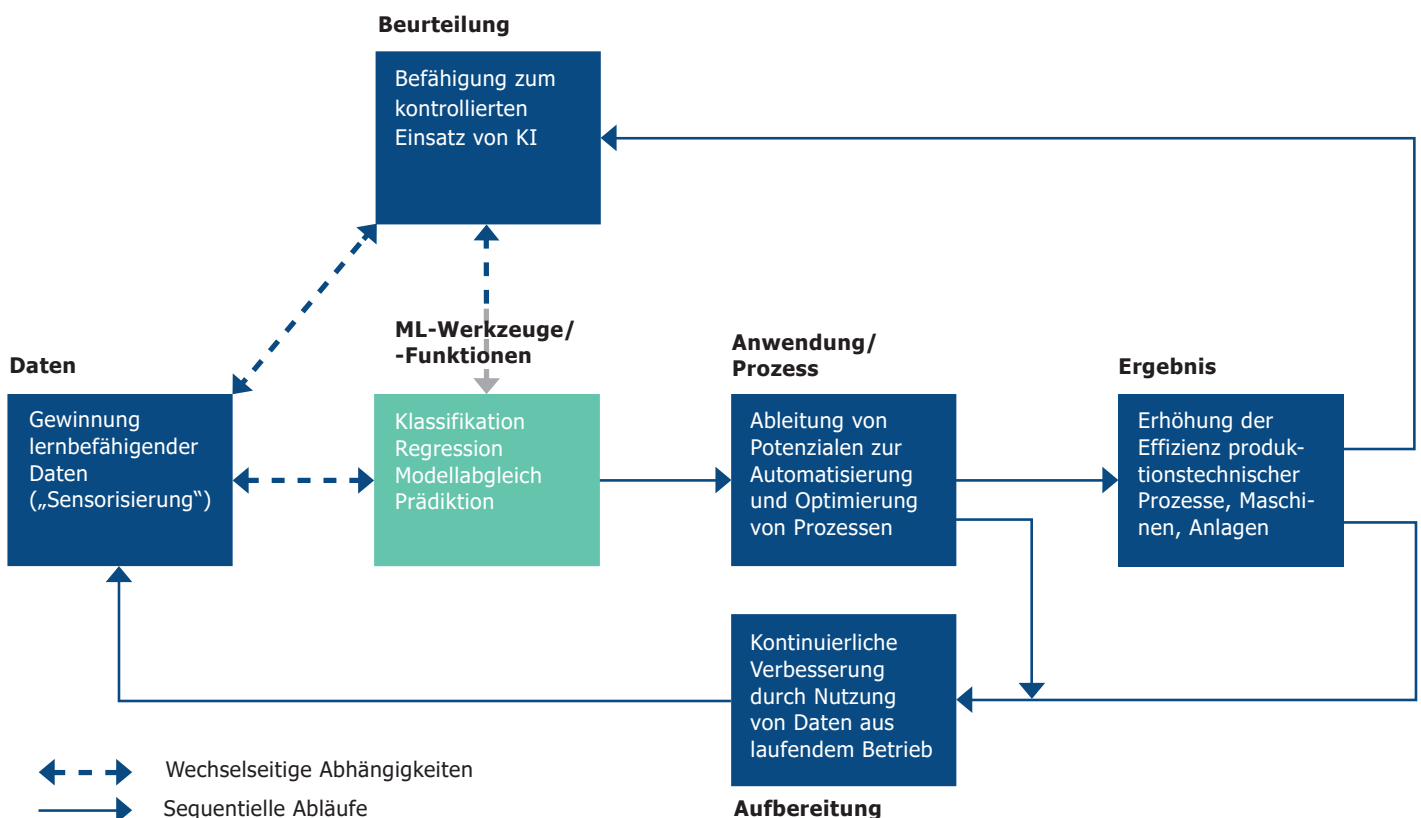 Beurteilung
Befähigung zum
kontrollierten
Einsatz von KI
Daten
Gewinnung
lernbefähigender
Daten
(„Sensorisierung“)
ML-Werkzeuge/
-Funktionen
Klassifikation
Regression
Modellabgleich
Prädiktion
Anwendung/
Prozess
Ableitung von
Potenzialen zur
Automatisierung
und Optimierung
von Prozessen
Ergebnis
Erhöhung der
Effizienz produk-
tionstechnischer
Prozesse, Maschi-
nen, Anlagen
Kontinuierliche
Verbesserung
durch Nutzung
von Daten aus
laufendem Betrieb
Aufbereitung
Wechselseitige Abhängigkeiten
Sequentielle Abläufe